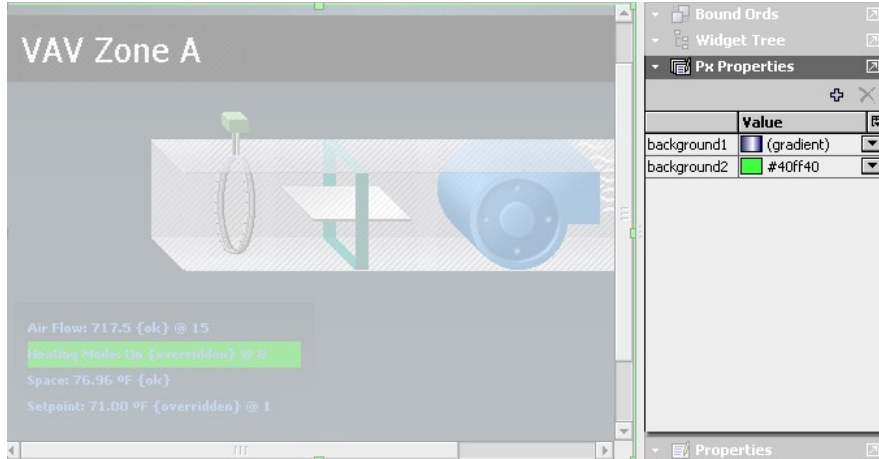 VAV Zone A
Air Flow: 717.5 {ok} @ 15
Heating Mode: On {overridden} @ 8
Space: 76.96 ºF {ok}
Setpoint: 71.00 ºF {overridden} @ 1
Bound Ords
Widget Tree
Px Properties
Value
background1 (gradient)
background2 #40ff40
Properties